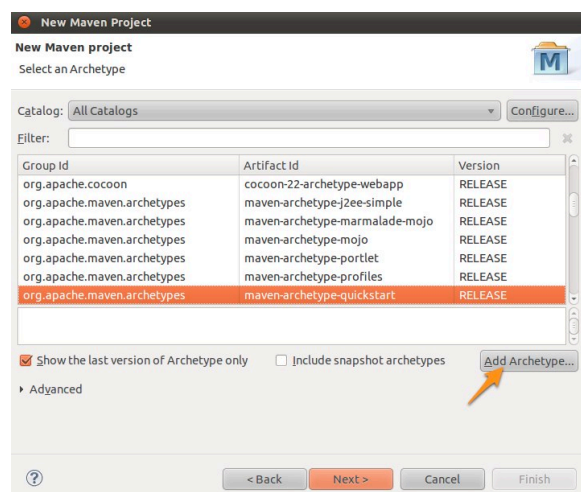 New Maven Project
New Maven project
Select an Archetype
M
Catalog: All Catalogs Configure...
Filter:
Group Id Artifact Id Version
org.apache.cocoon cocoon-22-archetype-webapp RELEASE
org.apache.maven.archetypes maven-archetype-j2ee-simple RELEASE
org.apache.maven.archetypes maven-archetype-marmalade-mojo RELEASE
org.apache.maven.archetypes maven-archetype-mojo RELEASE
org.apache.maven.archetypes maven-archetype-portlet RELEASE
org.apache.maven.archetypes maven-archetype-profiles RELEASE
org.apache.maven.archetypes maven-archetype-quickstart RELEASE
Show the last version of Archetype only Include snapshot archetypes Add Archetype...
Advanced
? < Back Next > Cancel Finish